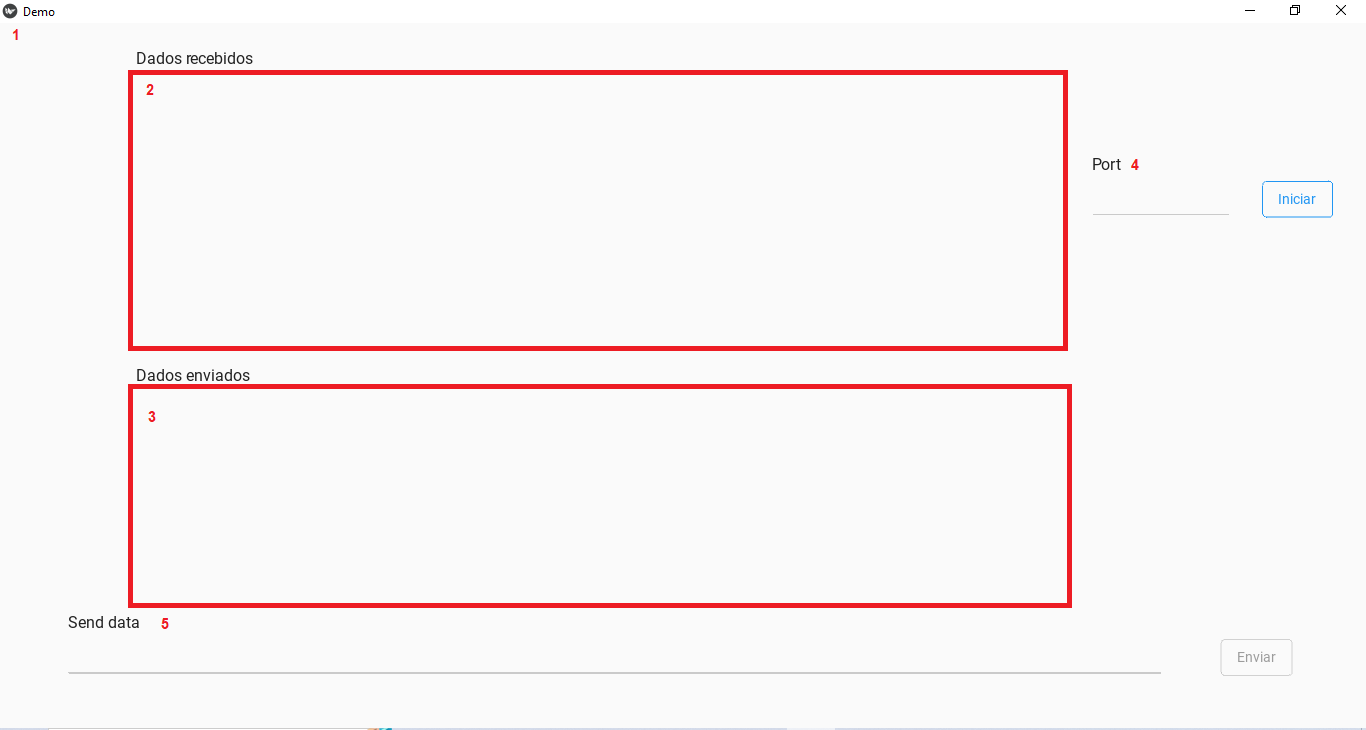 Demo
1
Dados recebidos
2
Port 4
Iniciar
Dados enviados
3
Send data 5
Enviar